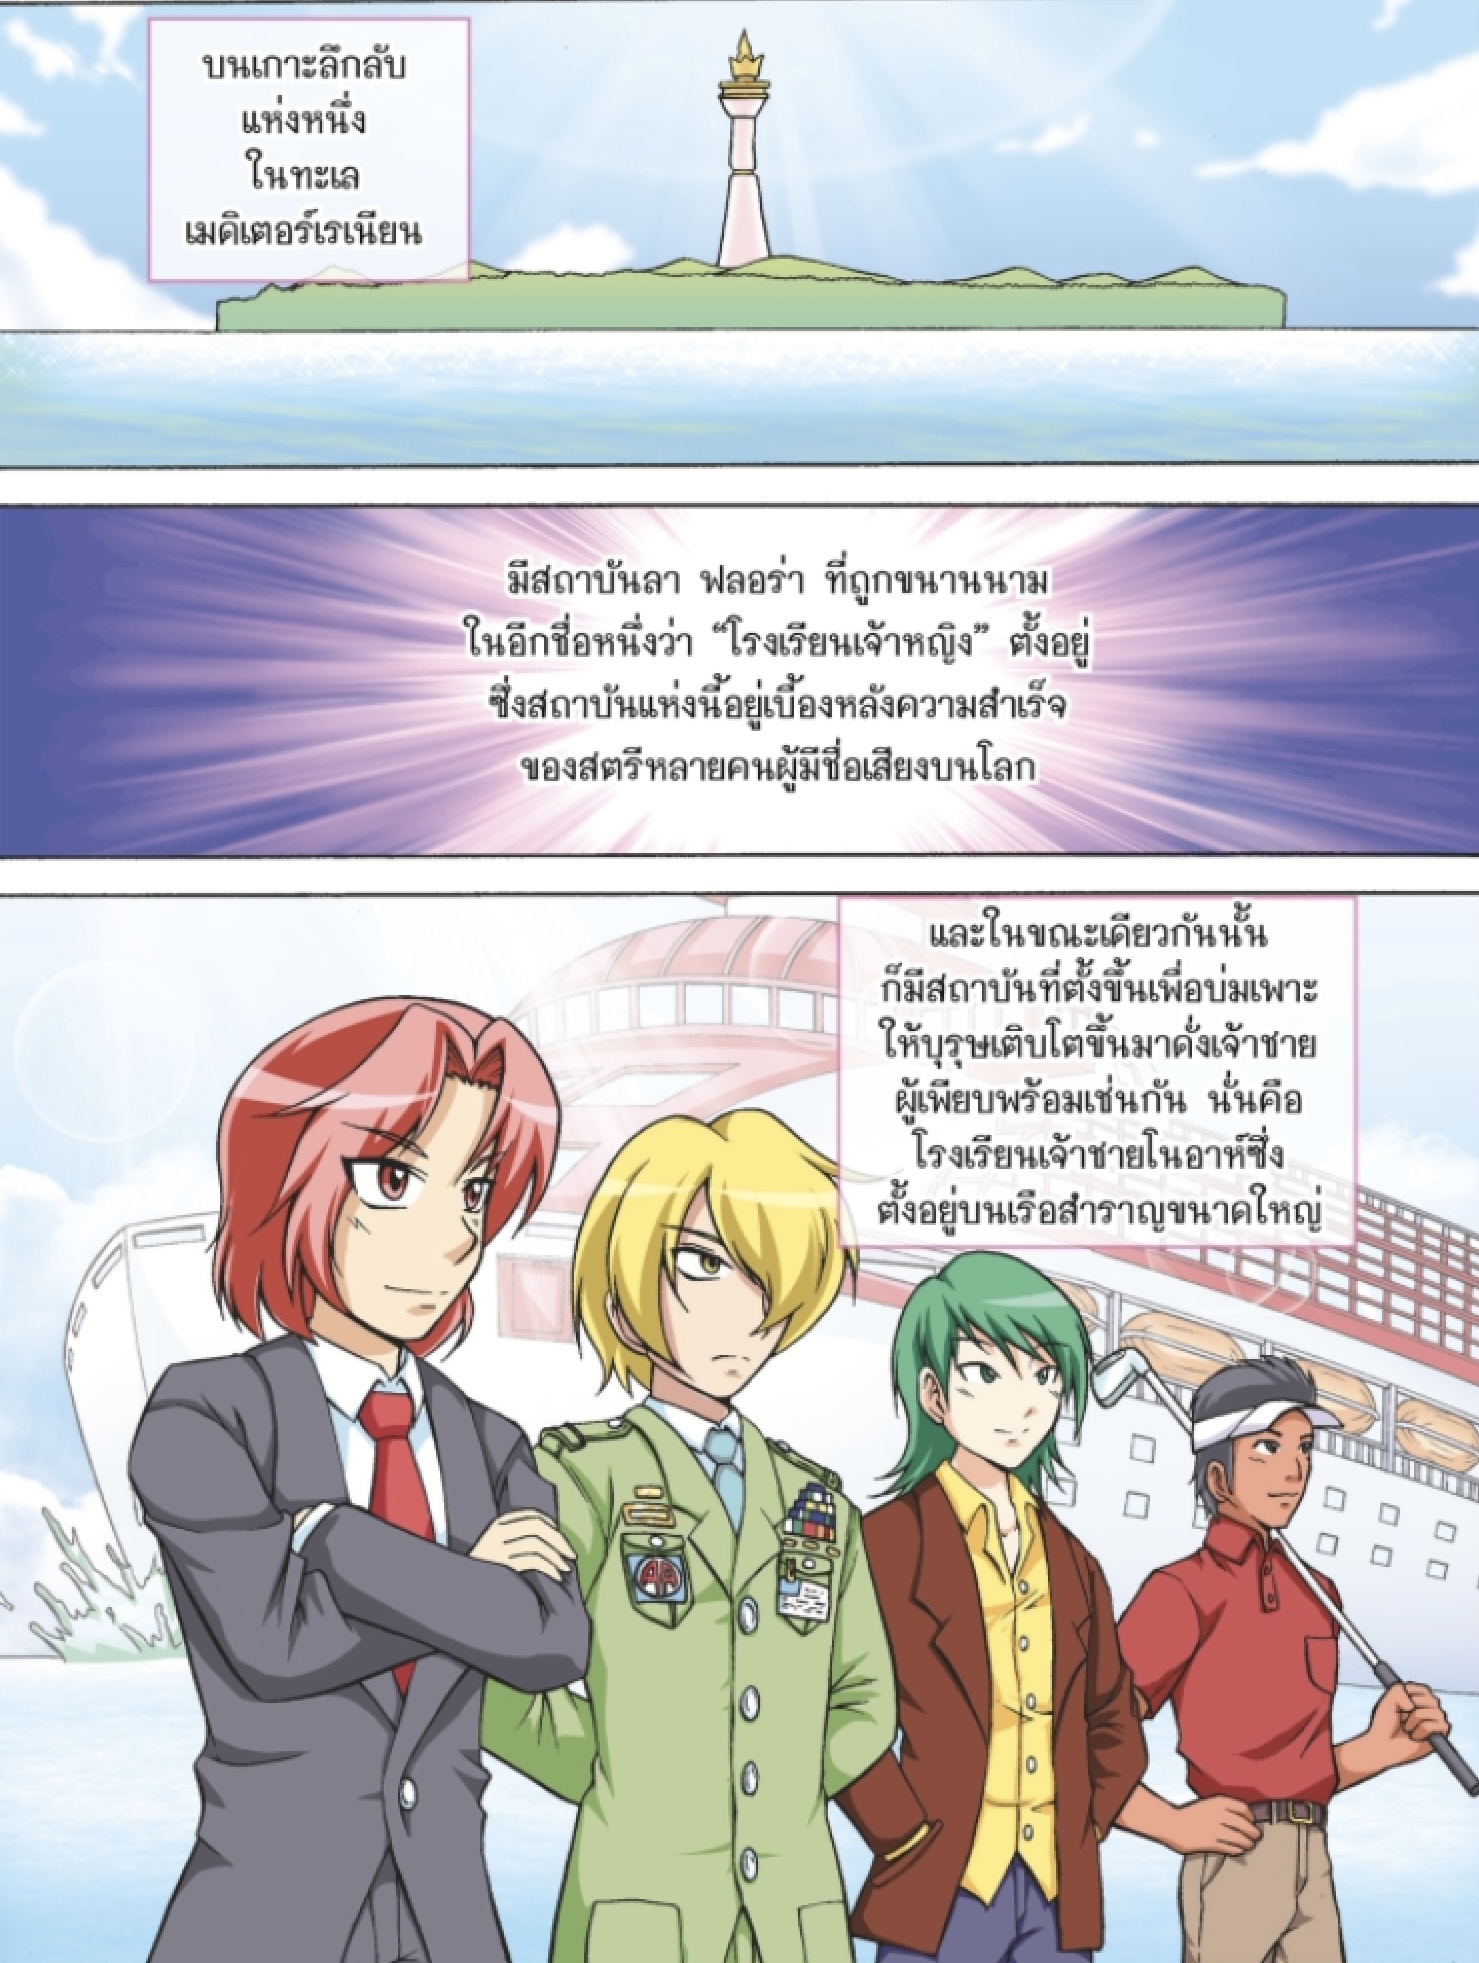 บนเกาะลึกลับ
แห่งหนึ่ง
ในทะเล
เมดิเตอร์เรเนียน
มีสถาบันลา ฟลอร่า ที่ถูกขนานนาม
ในอีกชื่อหนึ่งว่า “โรงเรียนเจ้าหญิง” ตั้งอยู่
ซึ่งสถาบันแห่งนี้อยู่เบื้องหลังความสำเร็จ
ของสตรีหลายคนผู้มีชื่อเสียงบนโลก
และในขณะเดียวกันนั้น
ก็มีสถาบันที่ตั้งขึ้นเพื่อบ่มเพาะ
ให้บุรุษเติบโตขึ้นมาดั่งเจ้าชาย
ผู้เพียบพร้อมเช่นกัน นั่นคือ
โรงเรียนเจ้าชายโนอาห์ซึ่ง
ตั้งอยู่บนเรือสำราญขนาดใหญ่